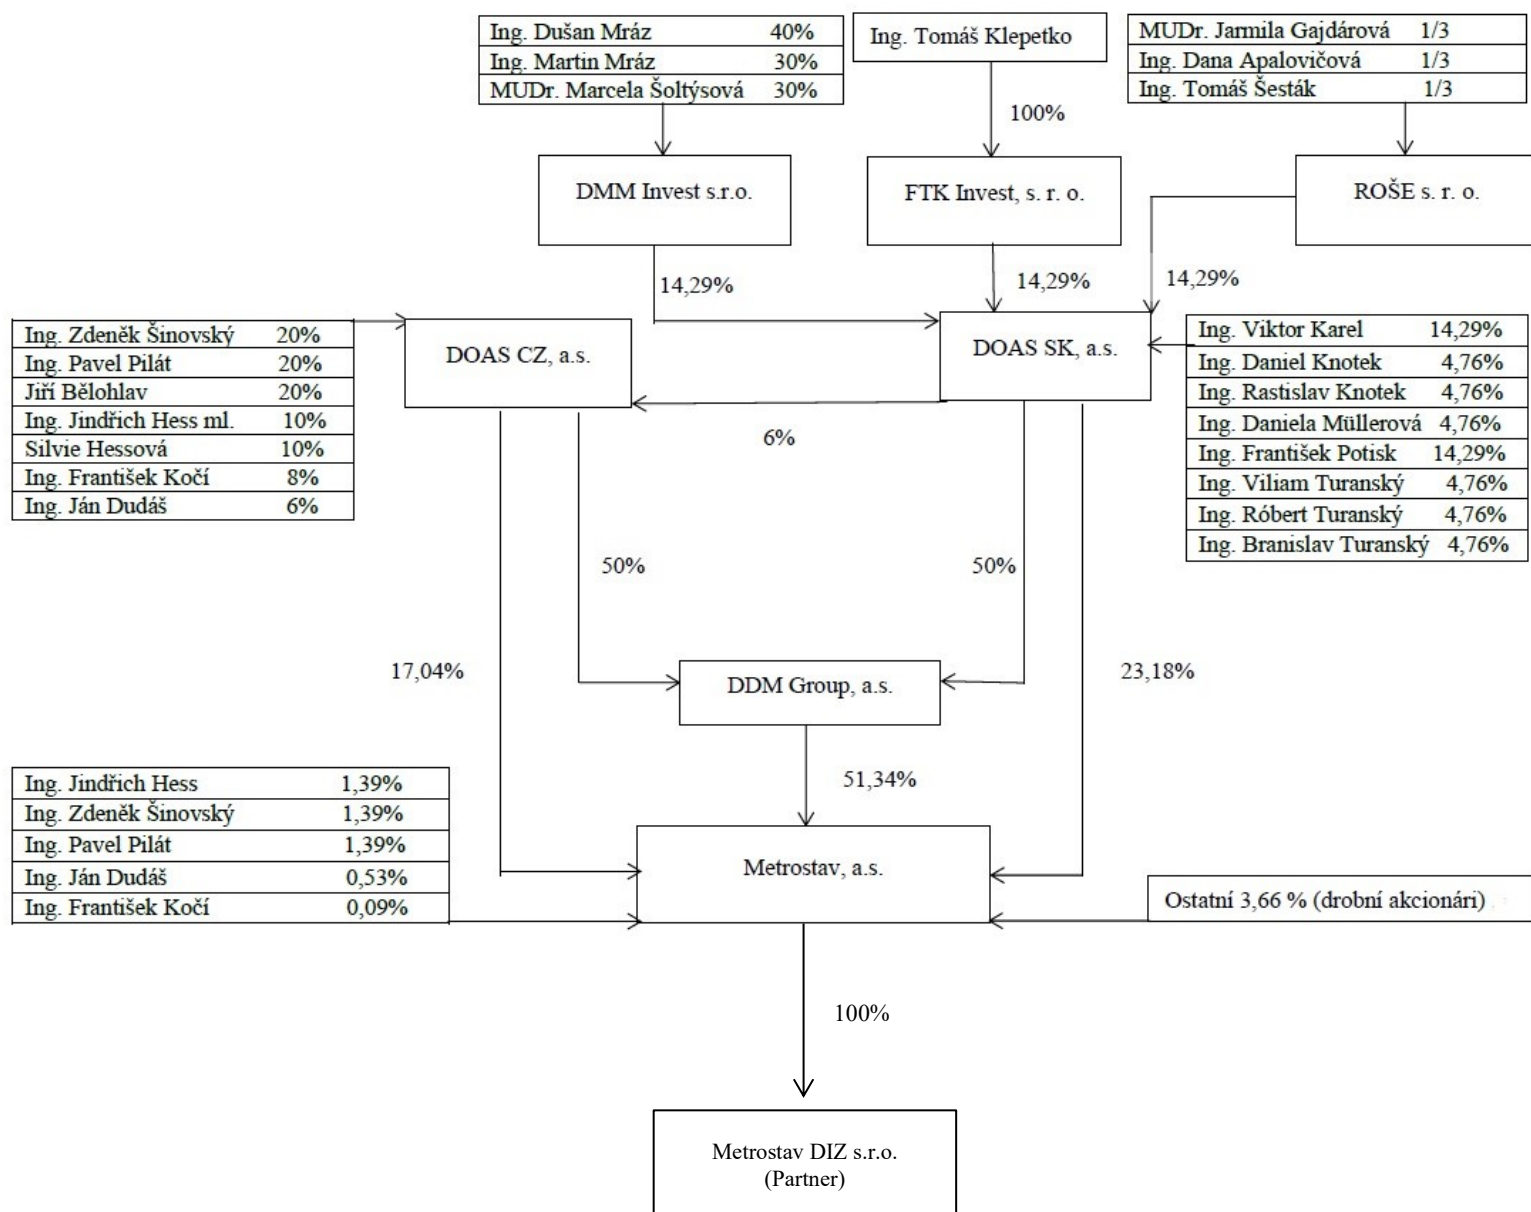 Ing. Dušan Mráz 40%
Ing. Martin Mráz 30%
MUDr. Marcela Šoltýsová 30%
Ing. Tomáš Klepetko
MUDr. Jarmila Gajdárová 1/3
Ing. Dana Apalovičová 1/3
Ing. Tomáš Šesták 1/3
100%
DMM Invest s.r.o.
FTK Invest, s. r. o.
ROŠE s. r. o.
14,29%
14,29%
14,29%
Ing. Zdeněk Šinovský 20%
Ing. Pavel Pilát 20%
Jiří Bělohlav 20%
Ing. Jindřich Hess ml. 10%
Silvie Hessová 10%
Ing. František Kočí 8%
Ing. Ján Dudáš 6%
DOAS CZ, a.s.
DOAS SK, a.s.
Ing. Viktor Karel 14,29%
Ing. Daniel Knotek 4,76%
Ing. Rastislav Knotek 4,76%
Ing. Daniela Müllerová 4,76%
Ing. František Potisk 14,29%
Ing. Viliam Turanský 4,76%
Ing. Róbert Turanský 4,76%
Ing. Branislav Turanský 4,76%
6%
50%
50%
17,04%
DDM Group, a.s.
23,18%
Ing. Jindřich Hess 1,39%
Ing. Zdeněk Šinovský 1,39%
Ing. Pavel Pilát 1,39%
Ing. Ján Dudáš 0,53%
Ing. František Kočí 0,09%
51,34%
Metrostav, a.s.
Ostatní 3,66 % (drobní akcionári)
100%
Metrostav DIZ s.r.o.
(Partner)